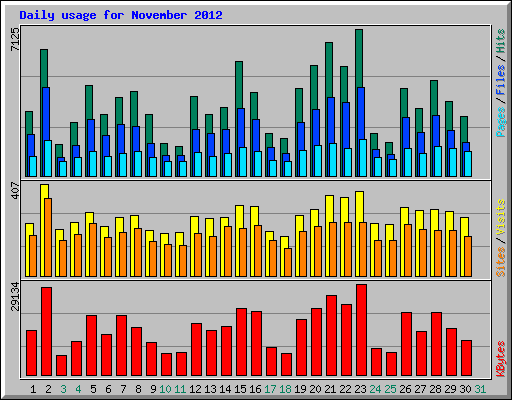 Daily usage for November 2012
7125
Pages / Files / Hits
407
Sites / Visits
29134
KBytes
1 2 3 4 5 6 7 8 9 10 11 12 13 14 15 16 17 18 19 20 21 22 23 24 25 26 27 28 29 30 31